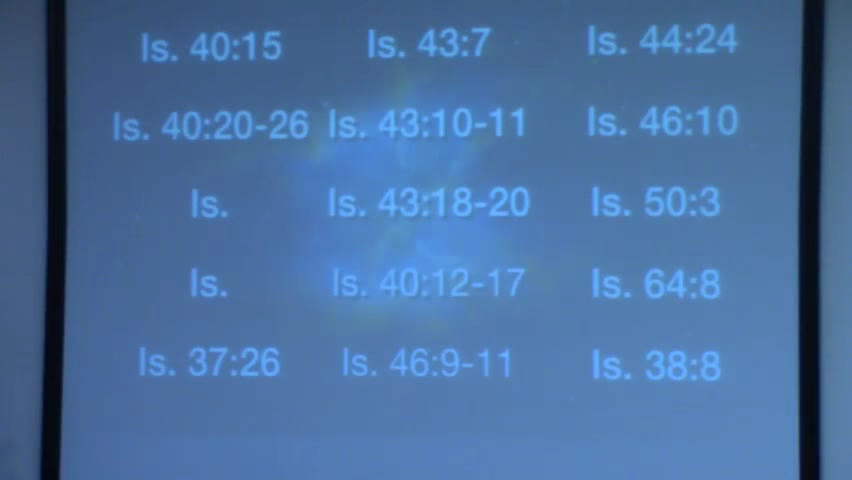 Is. 40:15 Is. 43:7 Is. 44:24
Is. 40:20-26 Is. 43:10-11 Is. 46:10
Is. Is. 43:18-20 Is. 50:3
Is. Is. 40:12-17 Is. 64:8
Is. 37:26 Is. 46:9-11 Is. 38:8